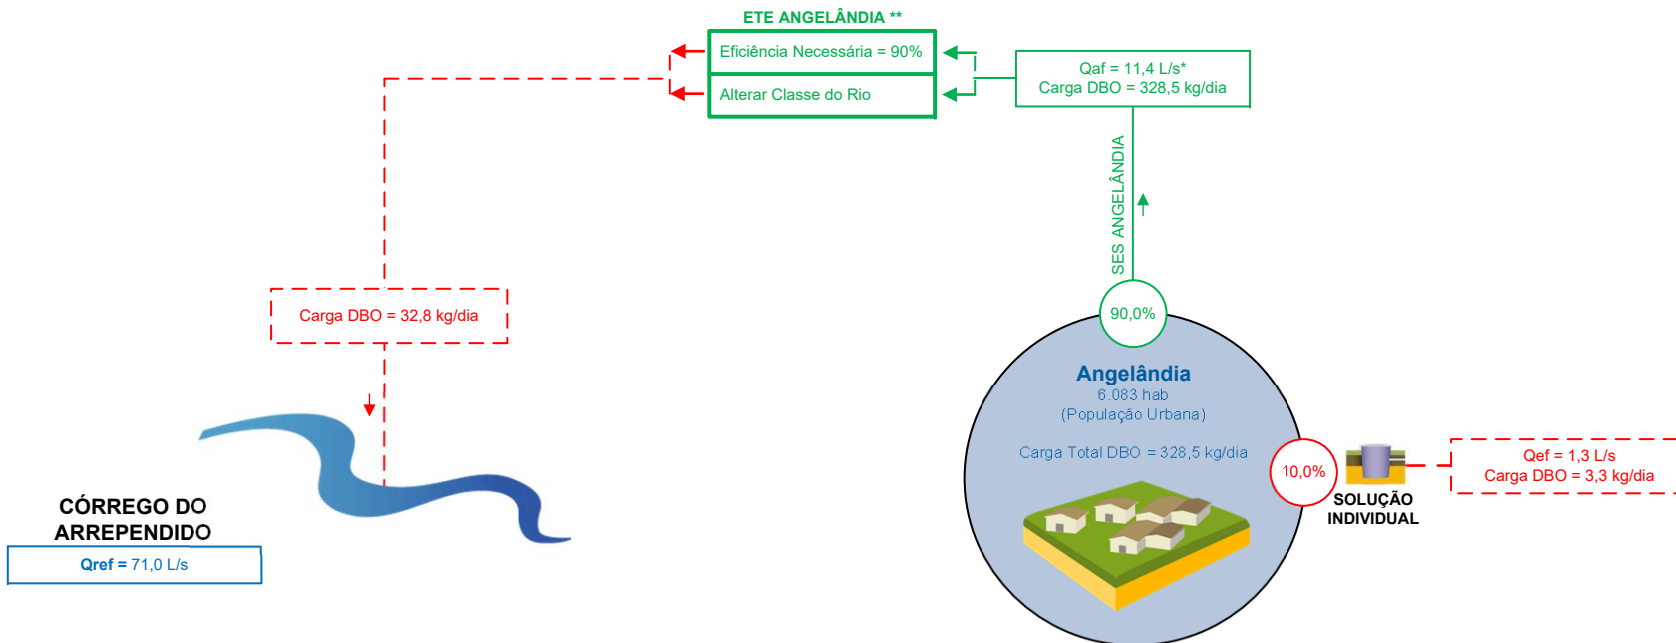 ETE ANGELÂNDIA **
Eficiência Necessária = 90%
Alterar Classe do Rio
Qaf = 11,4 L/s*
Carga DBO = 328,5 kg/dia
SES ANGELÂNDIA
Carga DBO = 32,8 kg/dia
90,0%
Angelândia
6.083 hab
(População Urbana)
Carga Total DBO = 328,5 kg/dia
10,0%
SOLUÇÃO
INDIVIDUAL
Qef = 1,3 L/s
Carga DBO = 3,3 kg/dia
CÓRREGO DO
ARREPENDIDO
Qref = 71,0 L/s